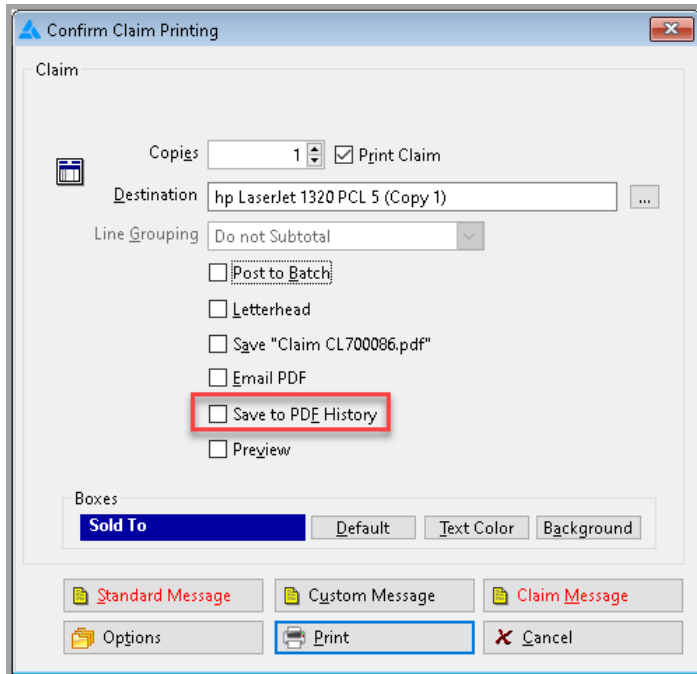 Confirm Claim Printing
Claim
Copies 1 Print Claim
Destination hp LaserJet 1320 PCL 5 (Copy 1) ...
Line Grouping Do not Subtotal
Post to Batch
Letterhead
Save "Claim CL700086.pdf"
Email PDF
Save to PDF History
Preview
Boxes
Sold To Default Text Color Background
Standard Message Custom Message Claim Message
Options Print Cancel